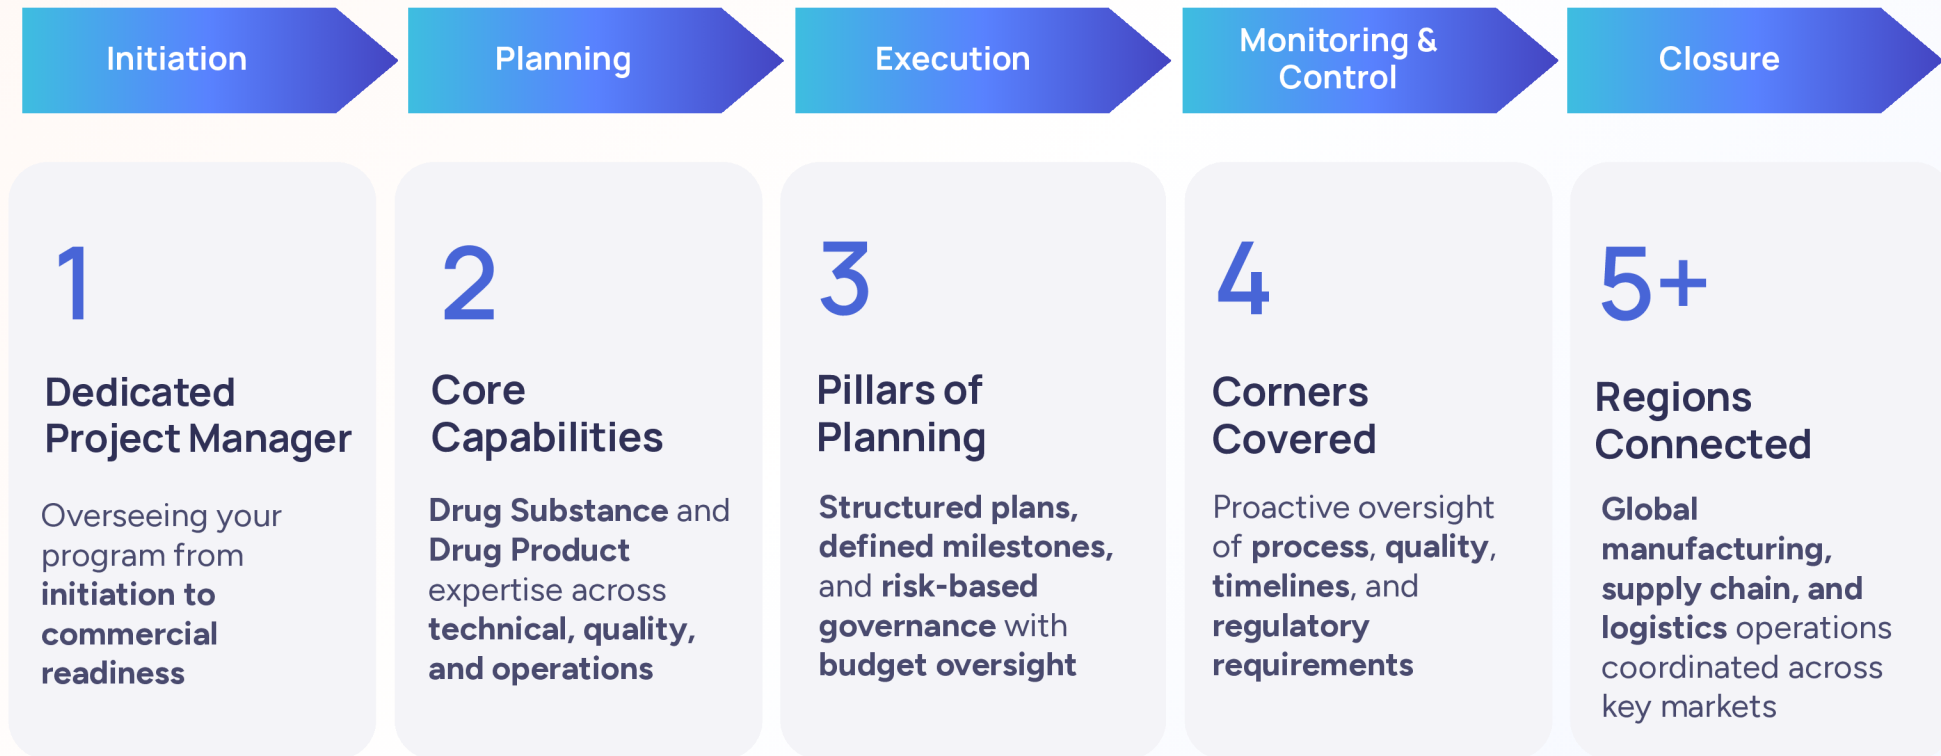 Initiation
Planning
Execution
Monitoring &
Control
Closure
1
Dedicated
Project Manager
Overseeing your
program from
initiation to
commercial
readiness
2
Core
Capabilities
Drug Substance and
Drug Product
expertise across
technical, quality,
and operations
3
Pillars of
Planning
Structured plans,
defined milestones,
and risk-based
governance with
budget oversight
4
Corners
Covered
Proactive oversight
of process, quality,
timelines, and
regulatory
requirements
5+
Regions
Connected
Global
manufacturing,
supply chain, and
logistics operations
coordinated across
key markets